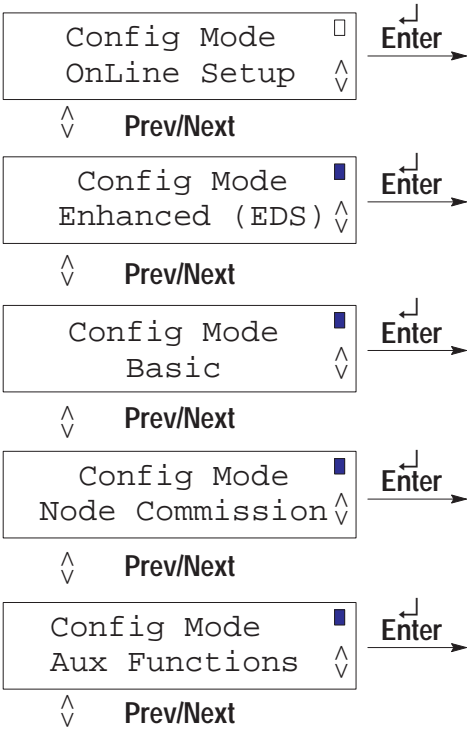 Config Mode
OnLine Setup
Enter
Prev/Next
Config Mode
Enhanced (EDS)
Enter
Prev/Next
Config Mode
Basic
Enter
Prev/Next
Config Mode
Node Commission
Enter
Prev/Next
Config Mode
Aux Functions
Enter
Prev/Next